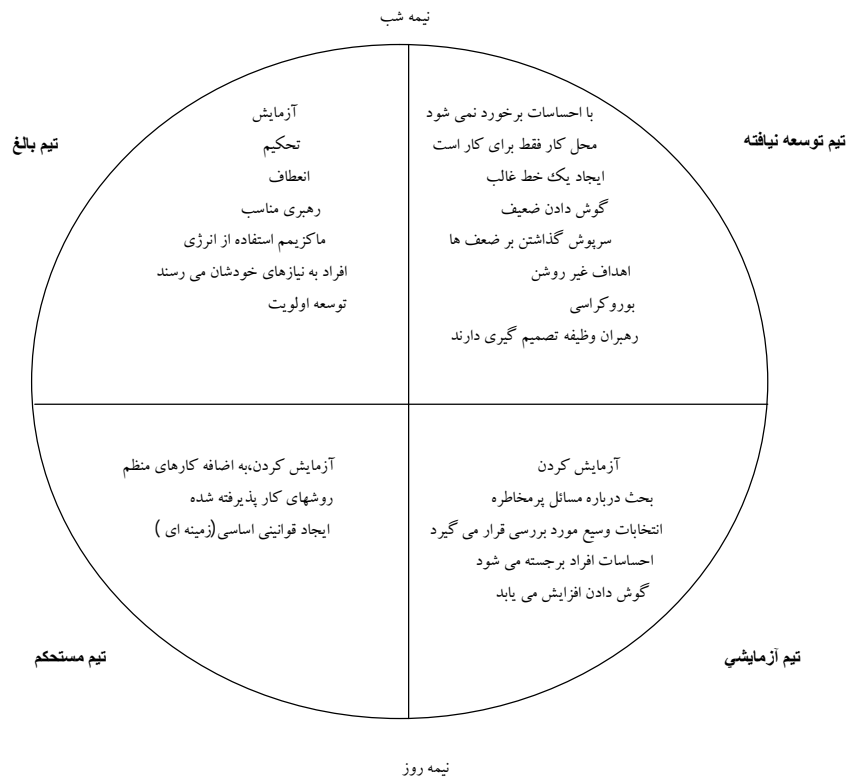 نیمه شب
تیم توسعه نیافته
با احساسات برخورد نمی شود
محل کار فقط برای کار است
ایجاد یک خط غالب
گوش دادن ضعیف
سرپوش گذاشتن بر ضعف ها
اهداف غیر روشن
بوروکراسی
رهبران وظیفه تصمیم گیری دارند
تیم بالغ
آزمایش
تحکیم
انعطاف
رهبری مناسب
ماکزیمم استفاده از انرژی
افراد به نیازهای خودشان می رسند
توسعه اولویت
آزمایش کردن
بحث درباره مسائل پرمخاطره
انتخابات وسیع مورد بررسی قرار می گیرد
احساسات افراد برجسته می شود
گوش دادن افزایش می یابد
تیم آزمایشي
آزمایش کردن،به اضافه کارهای منظم
روشهای کار پذیرفته شده
ایجاد قوانینی اساسی(زمینه ای )
تیم مستحکم
نیمه روز